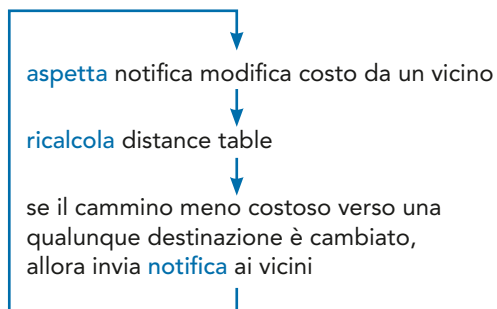 aspetta notifica modifica costo da un vicino
ricalcola distance table
se il cammino meno costoso verso una
qualunque destinazione è cambiato,
allora invia notifica ai vicini